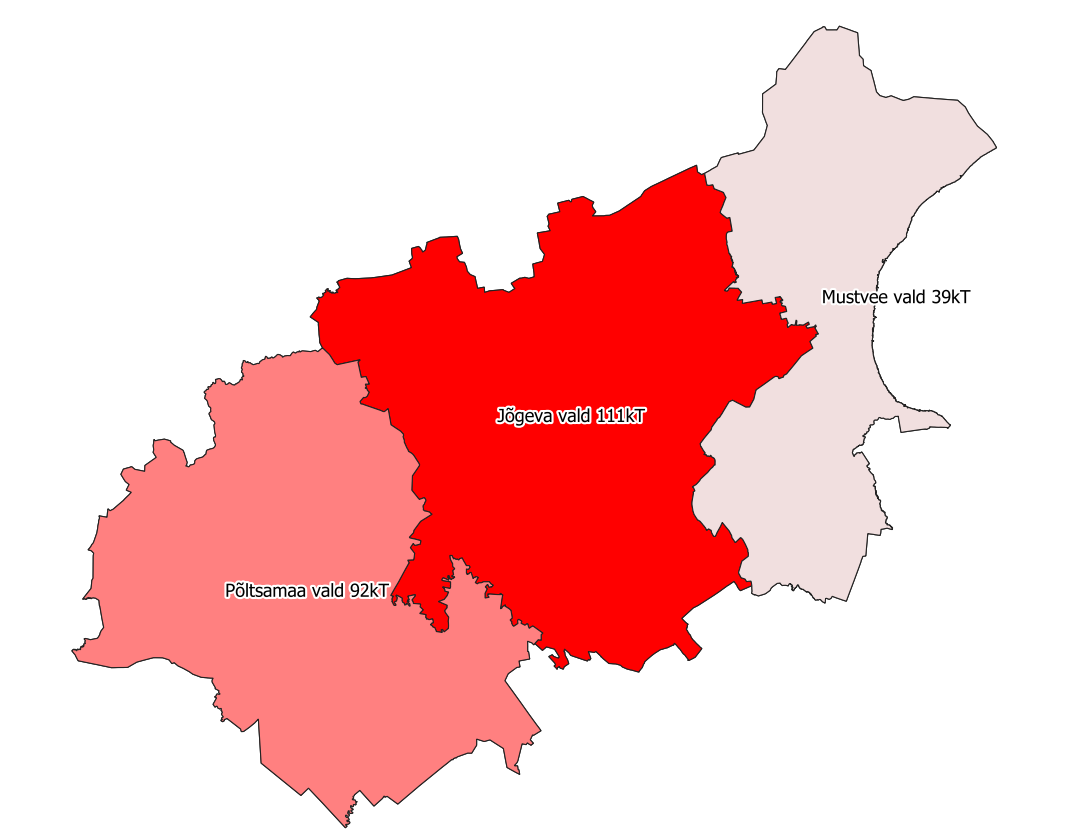 Mustvee vald 39kT
Jõgeva vald 111kT
Põltsamaa vald 92kT